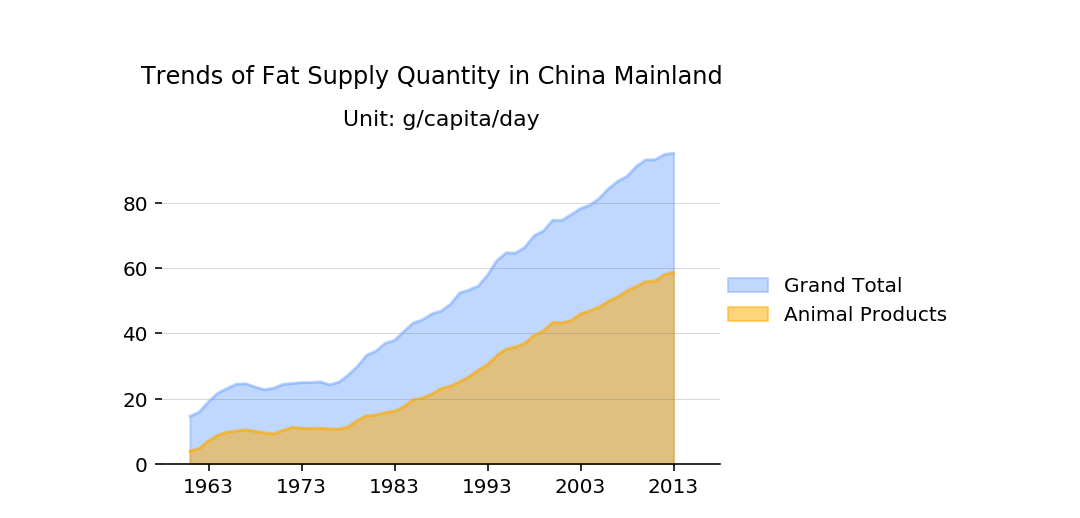 Trends of Fat Supply Quantity in China Mainland
Unit: g/capita/day
80
60
40
20
0
1963 1973 1983 1993 2003 2013
Grand Total
Animal Products